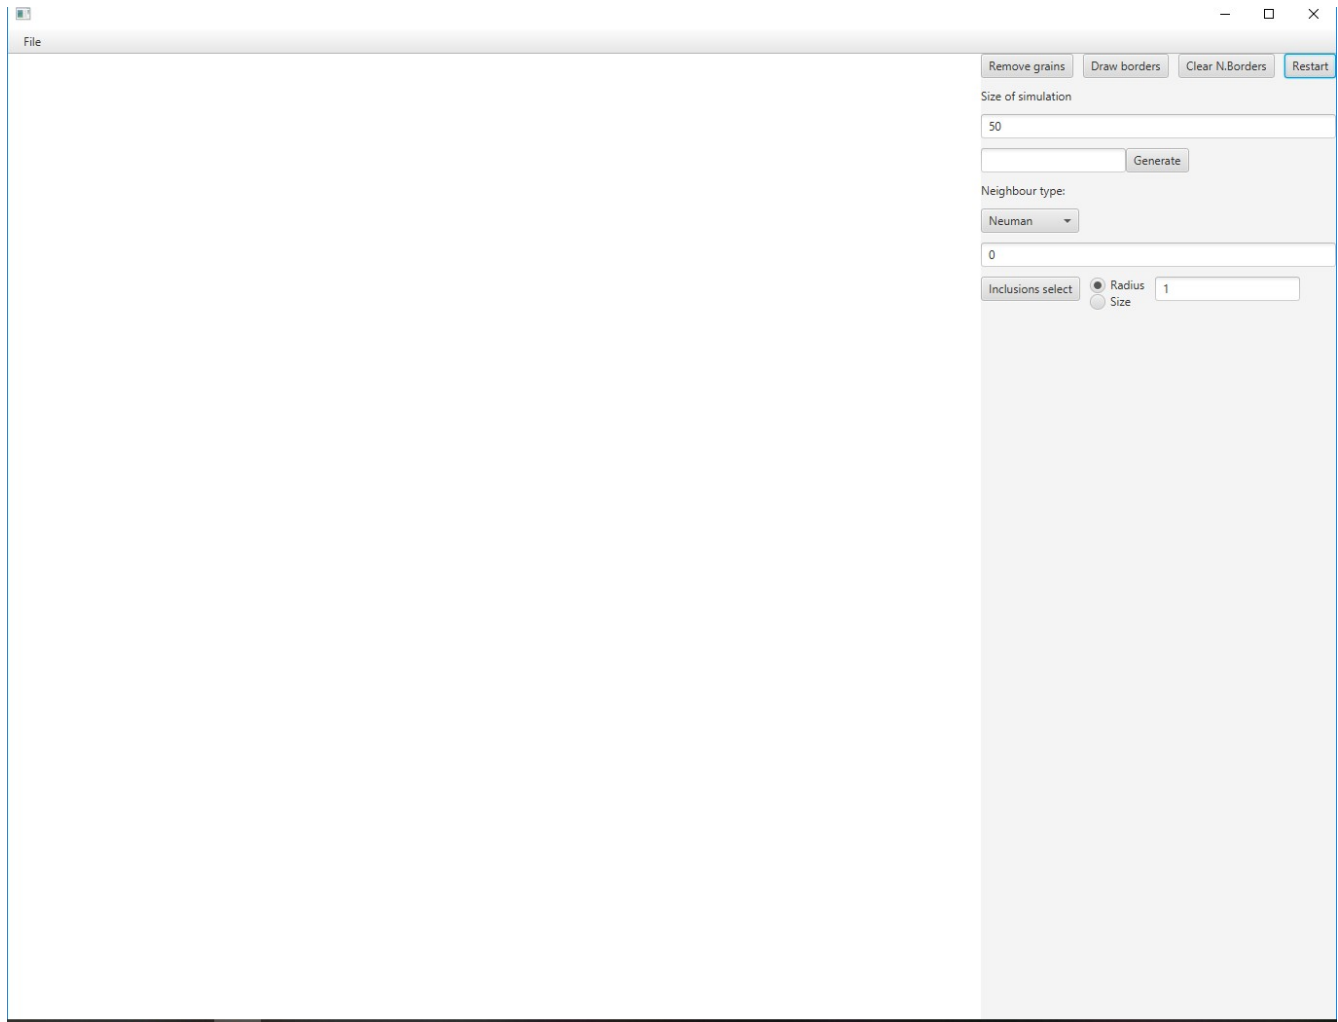 File
Remove grains Draw borders Clear N.Borders Restart
Size of simulation
50
Generate
Neighbour type:
Neuman
0
Inclusions select Radius 1
Size